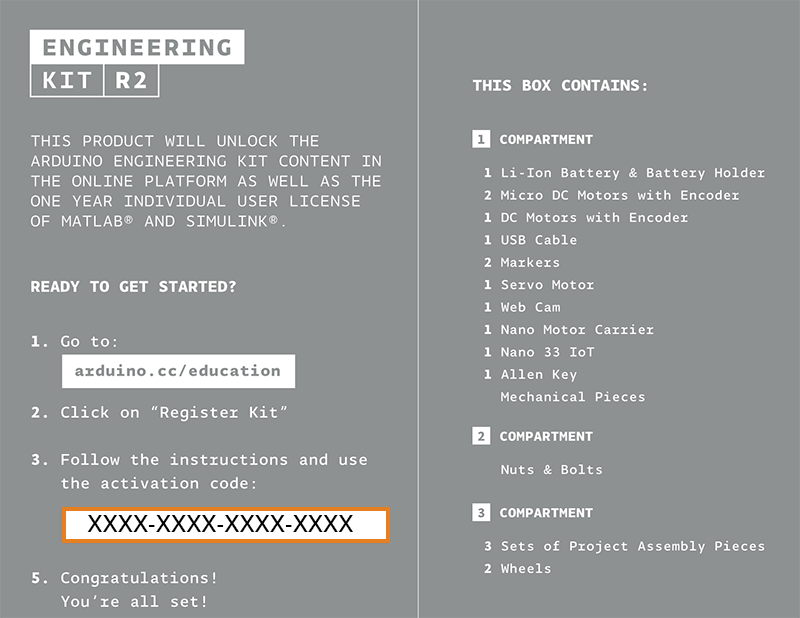 ENGINEERING
KIT R2
THIS PRODUCT WILL UNLOCK THE
ARDUINO ENGINEERING KIT CONTENT IN
THE ONLINE PLATFORM AS WELL AS THE
ONE YEAR INDIVIDUAL USER LICENSE
OF MATLAB® AND SIMULINK®.
READY TO GET STARTED?
1. Go to:
arduino.cc/education
2. Click on “Register Kit”
3. Follow the instructions and use
the activation code:
XXXX-XXXX-XXXX-XXXX
5. Congratulations!
You’re all set!
THIS BOX CONTAINS:
1 COMPARTMENT
1 Li-Ion Battery & Battery Holder
2 Micro DC Motors with Encoder
1 DC Motors with Encoder
1 USB Cable
2 Markers
1 Servo Motor
1 Web Cam
1 Nano Motor Carrier
1 Nano 33 IoT
1 Allen Key
Mechanical Pieces
2 COMPARTMENT
Nuts & Bolts
3 COMPARTMENT
3 Sets of Project Assembly Pieces
2 Wheels